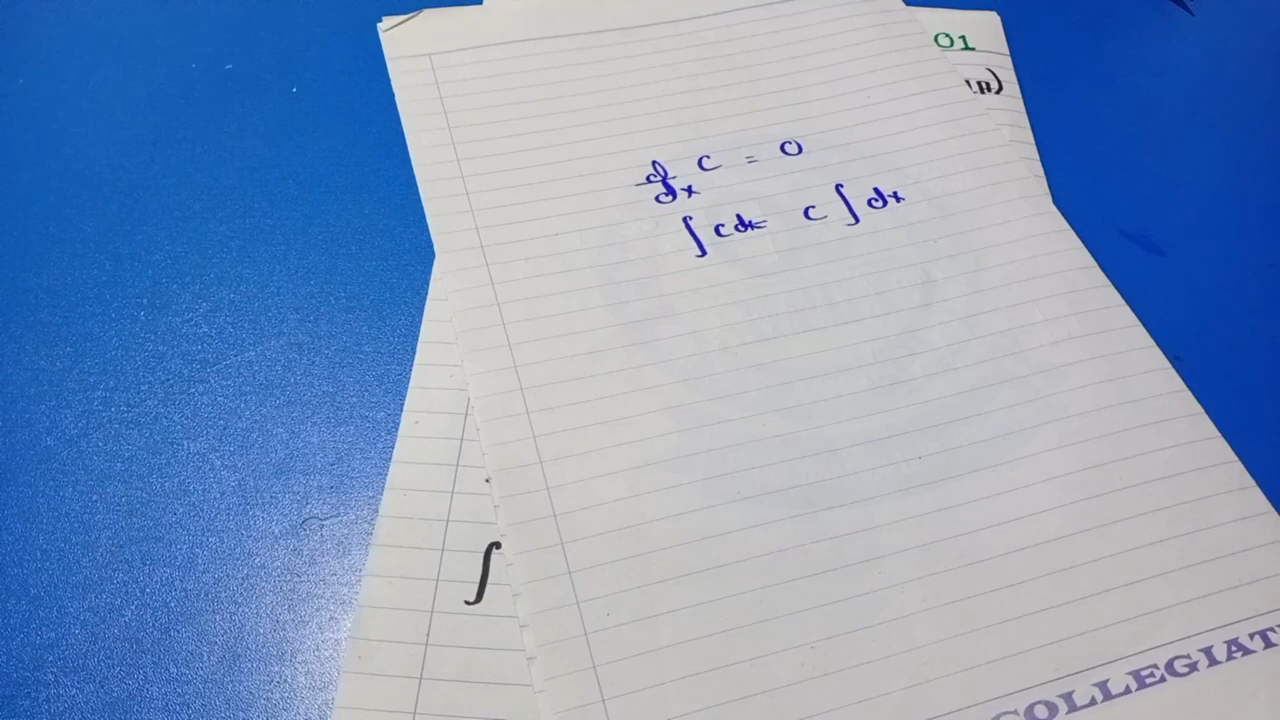 01
d/dx c = 0
∫ c dx = c ∫ dx
∫
COLLEGIAT